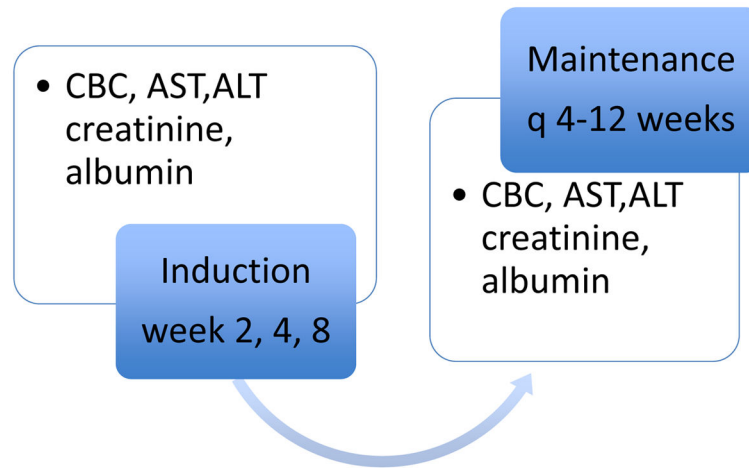 • CBC, AST,ALT
creatinine,
albumin
Induction
week 2, 4, 8
Maintenance
q 4-12 weeks
• CBC, AST,ALT
creatinine,
albumin